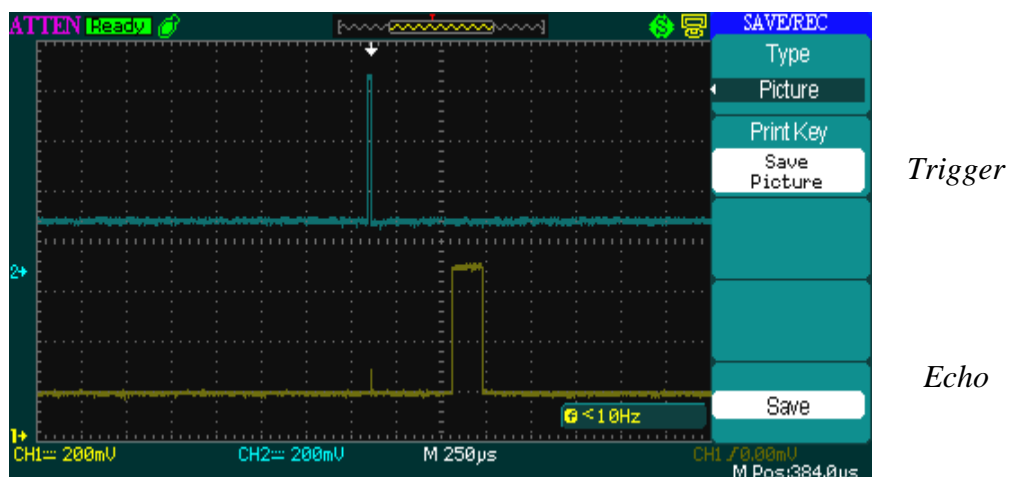 ATTEN Ready SAVE/REC
Type
Picture
Print Key
Save
Picture
Trigger
2
Echo
Save
<10Hz
1
CH1 200mV CH2 200mV M 250μs CH1 /0.00mV
M Pos:384.0μs